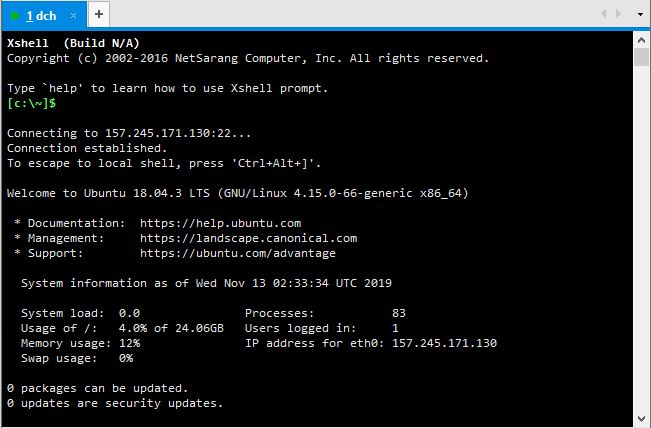 1 dch × +
Xshell (Build N/A)
Copyright (c) 2002-2016 NetSarang Computer, Inc. All rights reserved.
Type `help' to learn how to use Xshell prompt.
[c:\~]$
Connecting to 157.245.171.130:22...
Connection established.
To escape to local shell, press 'Ctrl+Alt+]'.
Welcome to Ubuntu 18.04.3 LTS (GNU/Linux 4.15.0-66-generic x86_64)
* Documentation: https://help.ubuntu.com
* Management: https://landscape.canonical.com
* Support: https://ubuntu.com/advantage
System information as of Wed Nov 13 02:33:34 UTC 2019
System load: 0.0 Processes: 83
Usage of /: 4.0% of 24.06GB Users logged in: 1
Memory usage: 12% IP address for eth0: 157.245.171.130
Swap usage: 0%
0 packages can be updated.
0 updates are security updates.